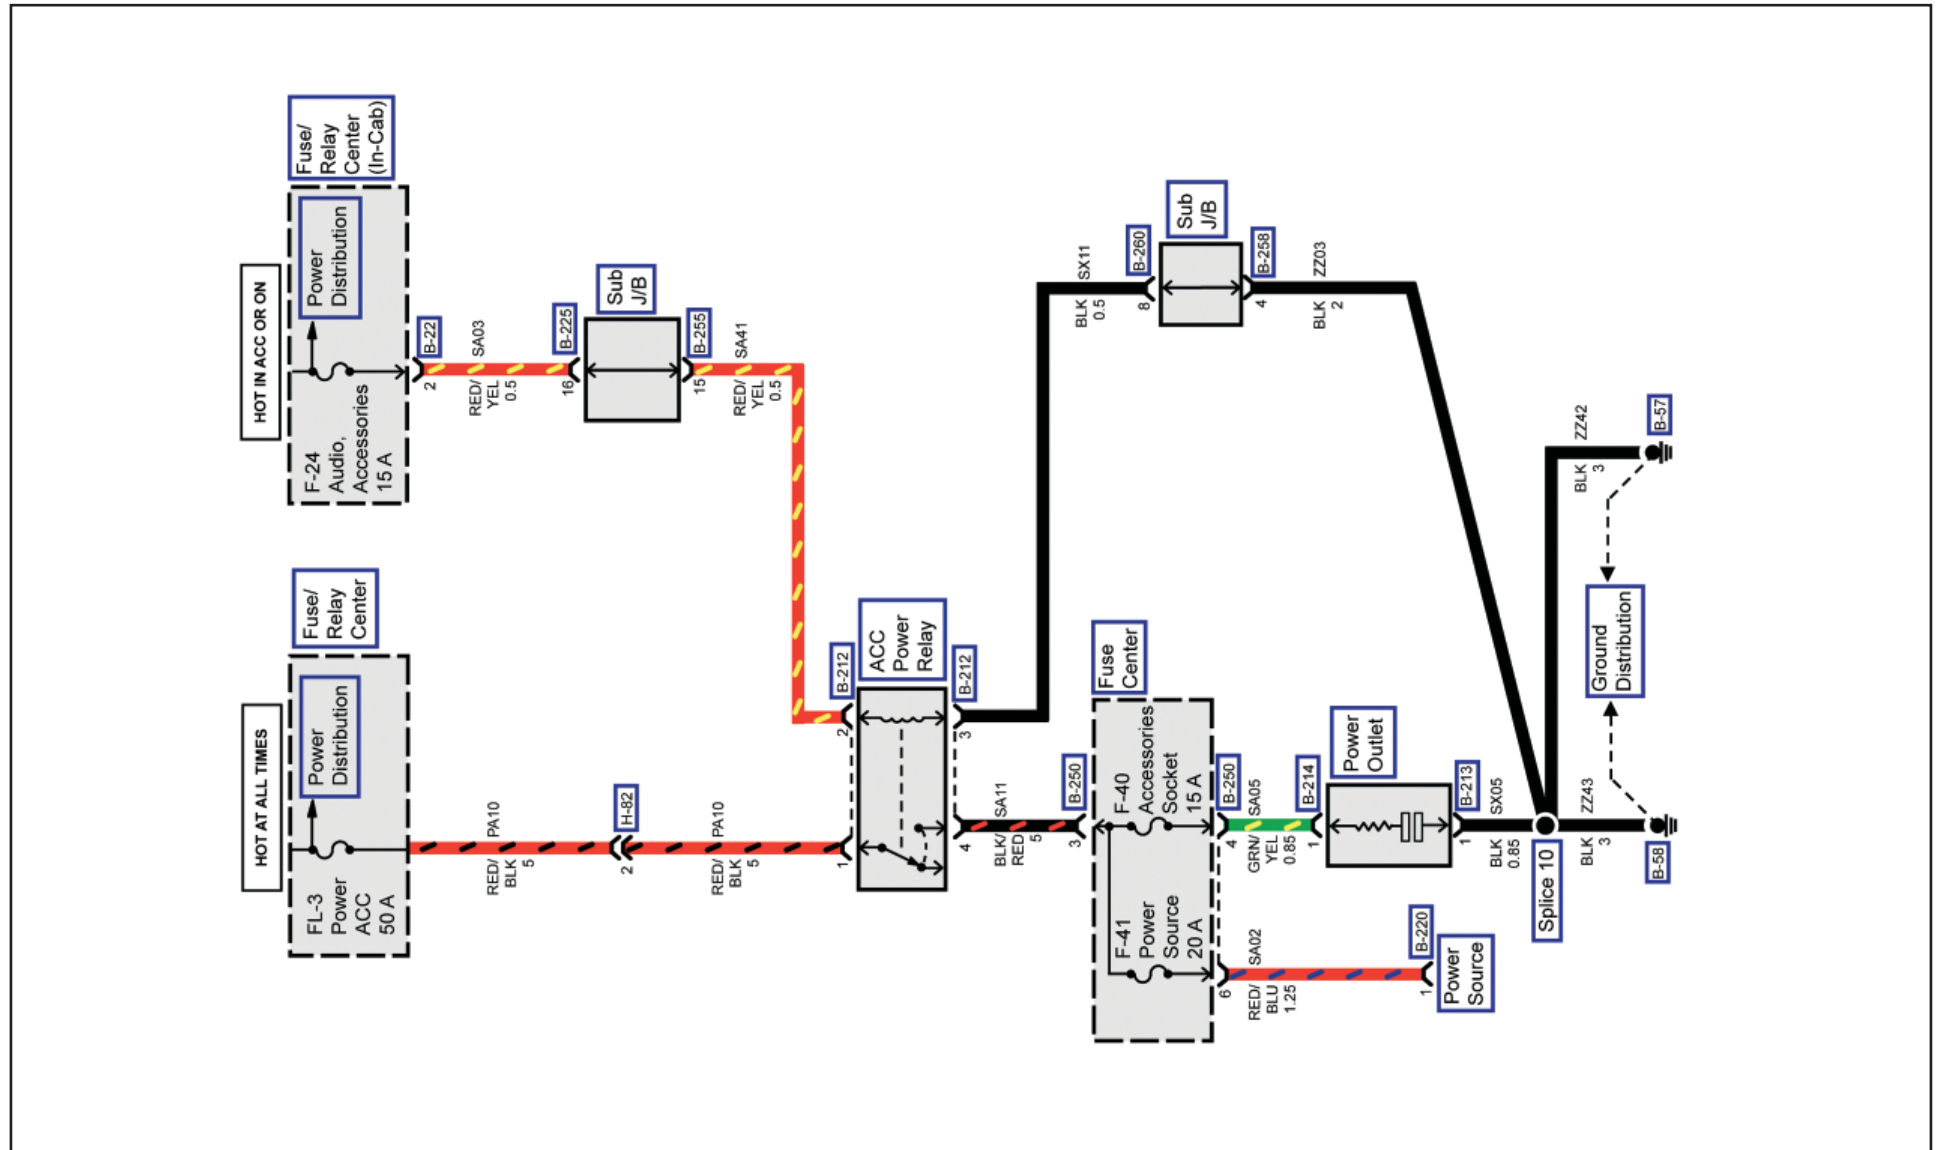 HOT AT ALL TIMES
Fuse/
Relay
Center
Power
Distribution
FL-3
Power
ACC
50 A
RED/
BLK
5
PA10
H-82
2
RED/
BLK
5
PA10
1
HOT IN ACC OR ON
Fuse/
Relay
Center
(In-Cab)
Power
Distribution
F-24
Audio,
Accessories
15 A
B-22
2
RED/
YEL
0.5
SA03
B-225
16
Sub
J/B
B-255
15
RED/
YEL
0.5
SA41
B-212
2
ACC
Power
Relay
B-212
3
4
BLK/
RED
5
SA11
B-250
3
Fuse
Center
F-40
Accessories
Socket
15 A
F-41
Power
Source
20 A
B-250
4
GRN/
YEL
0.85
SA05
B-214
1
Power
Outlet
B-213
1
BLK
0.85
SX05
6
RED/
BLU
1.25
SA02
B-220
1
Power
Source
BLK
0.5
SX11
B-260
8
Sub
J/B
B-258
4
BLK
2
ZZ03
Splice 10
BLK
3
ZZ42
B-57
BLK
3
ZZ43
B-58
Ground
Distribution